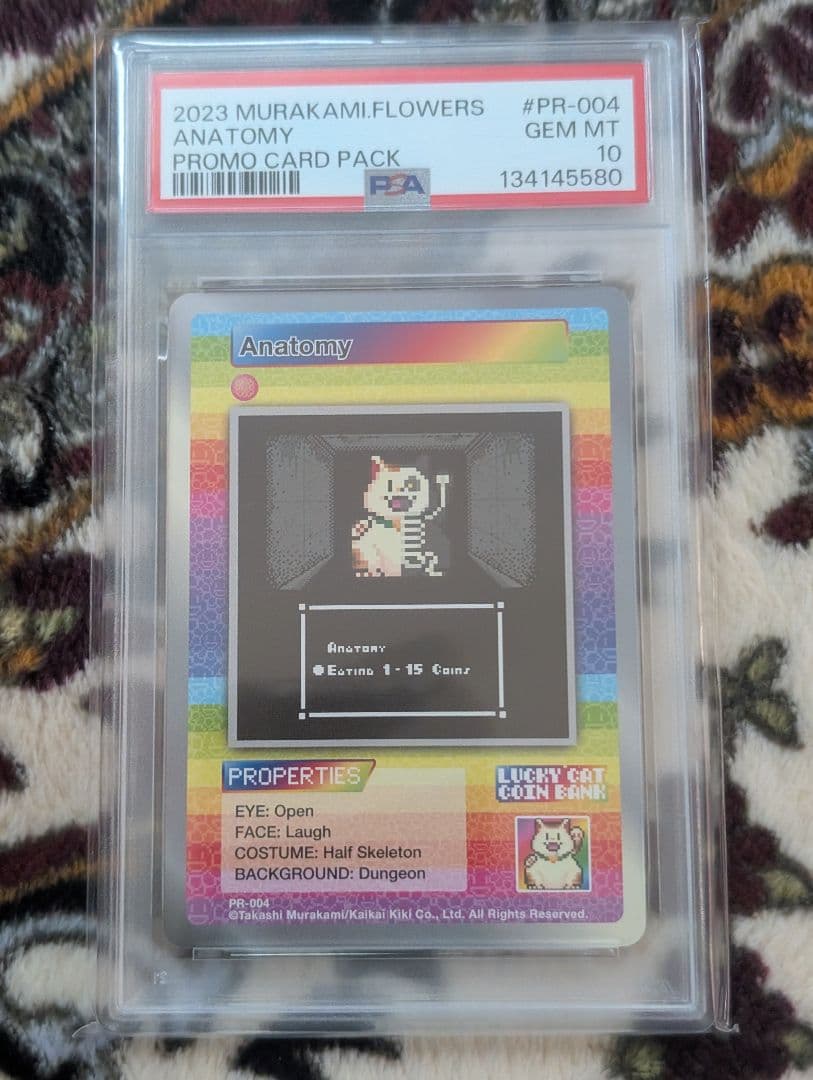 2023 MURAKAMI.FLOWERS #PR-004
ANATOMY GEM MT
PROMO CARD PACK 10
PSA 134145580
Anatomy
Anatomy
Eating 1-15 Coins
PROPERTIES
LUCKY CAT
COIN BANK
EYE: Open
FACE: Laugh
COSTUME: Half Skeleton
BACKGROUND: Dungeon
PR-004
©Takashi Murakami/Kaikai Kiki Co., Ltd. All Rights Reserved.